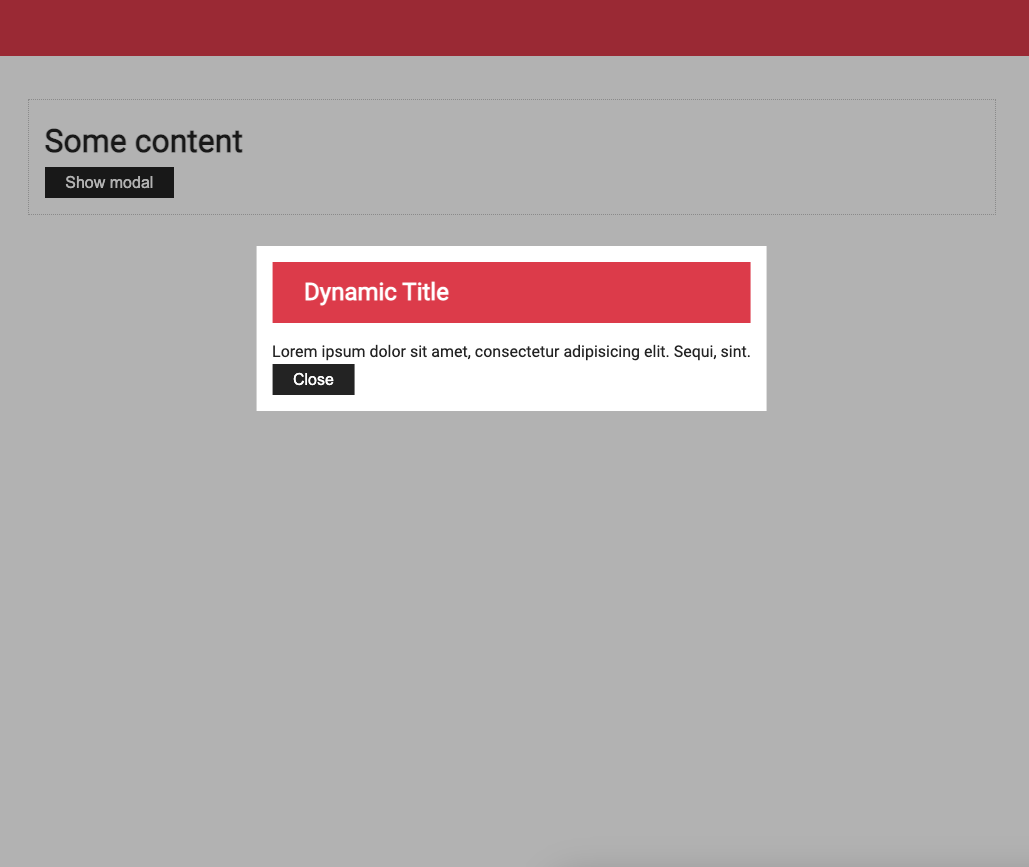 Some content
Show modal
Dynamic Title
Lorem ipsum dolor sit amet, consectetur adipisicing elit. Sequi, sint.
Close